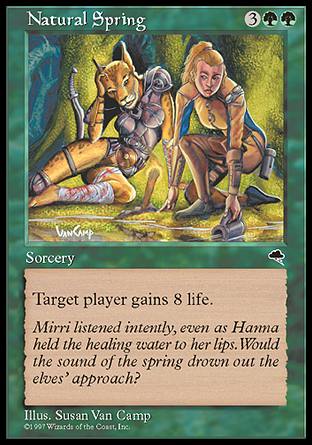 Natural Spring 3
VANCAMP
Sorcery
Target player gains 8 life.
Mirri listened intently, even as Hanna
held the healing water to her lips. Would
the sound of the spring drown out the
elves' approach?
Illus. Susan Van Camp
©1997 Wizards of the Coast, Inc.